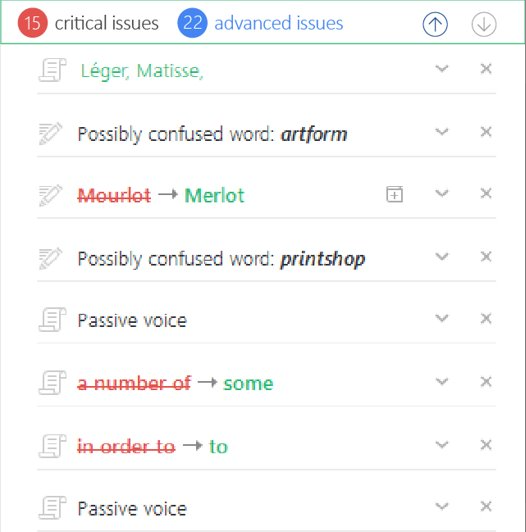 15 critical issues 22 advanced issues
Léger, Matisse,
Possibly confused word: artform
Mourlot → Merlot
Possibly confused word: printshop
Passive voice
a number of → some
in order to → to
Passive voice